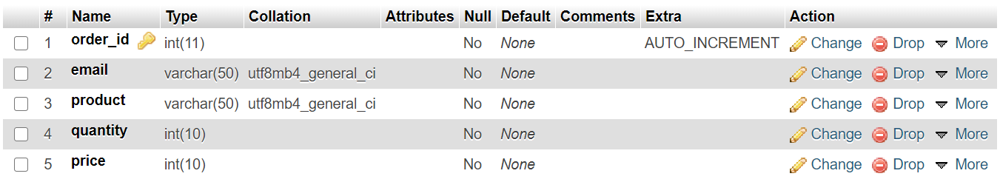 # Name Type Collation Attributes Null Default Comments Extra Action
1 order_id int(11) No None AUTO_INCREMENT Change Drop More
2 email varchar(50) utf8mb4_general_ci No None Change Drop More
3 product varchar(50) utf8mb4_general_ci No None Change Drop More
4 quantity int(10) No None Change Drop More
5 price int(10) No None Change Drop More